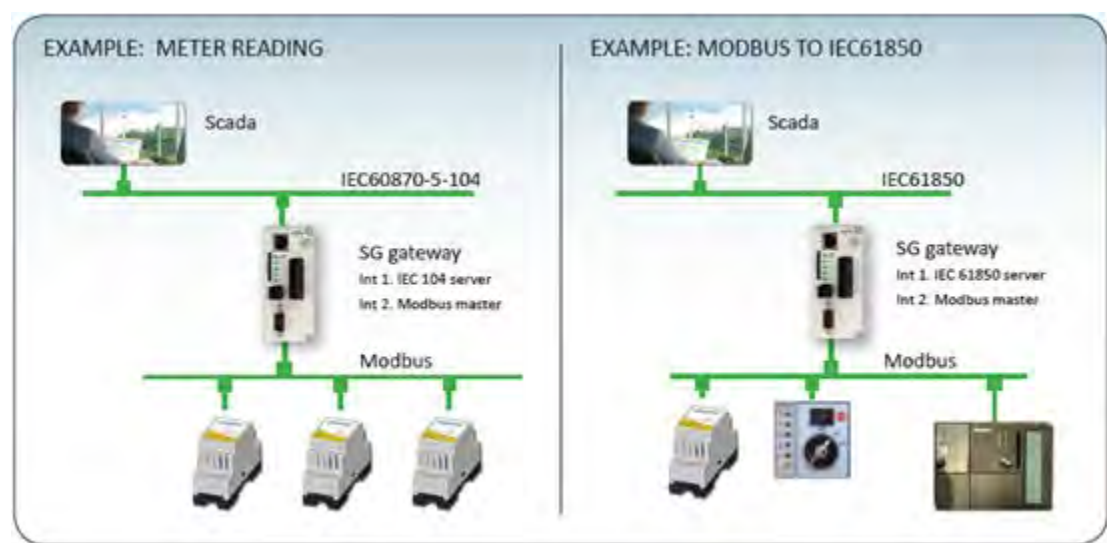 EXAMPLE: METER READING
Scada
IEC60870-5-104
SG gateway
Int 1. IEC 104 server
Int 2. Modbus master
Modbus
EXAMPLE: MODBUS TO IEC61850
Scada
IEC61850
SG gateway
Int 1. IEC 61850 server
Int 2. Modbus master
Modbus